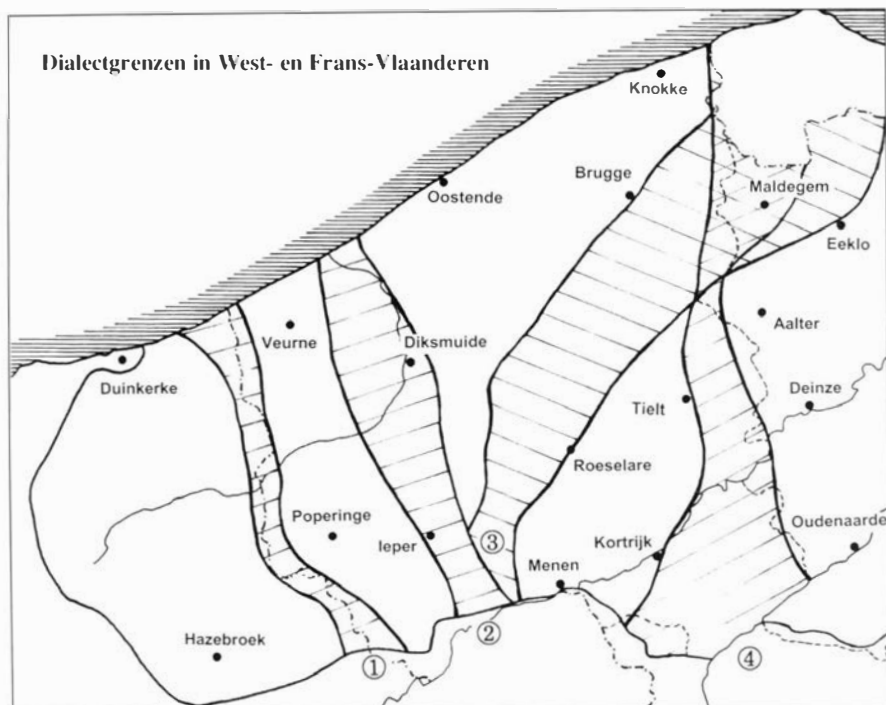 Dialectgrenzen in West- en Frans-Vlaanderen
Knokke
Oostende
Brugge
Maldegem
Eeklo
Veurne
Aalter
Duinkerke
Diksmuide
Deinze
Tielt
Roeselare
Poperinge
Ieper
③
Kortrijk
Oudenaarde
Menen
Hazebroek
①
②
④